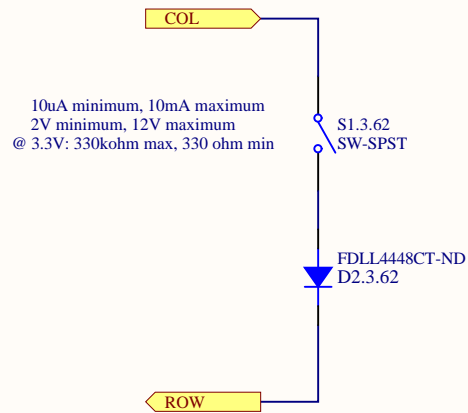 COL
10uA minimum, 10mA maximum
2V minimum, 12V maximum
@ 3.3V: 330kohm max, 330 ohm min
S1.3.62
SW-SPST
FDLL4448CT-ND
D2.3.62
ROW